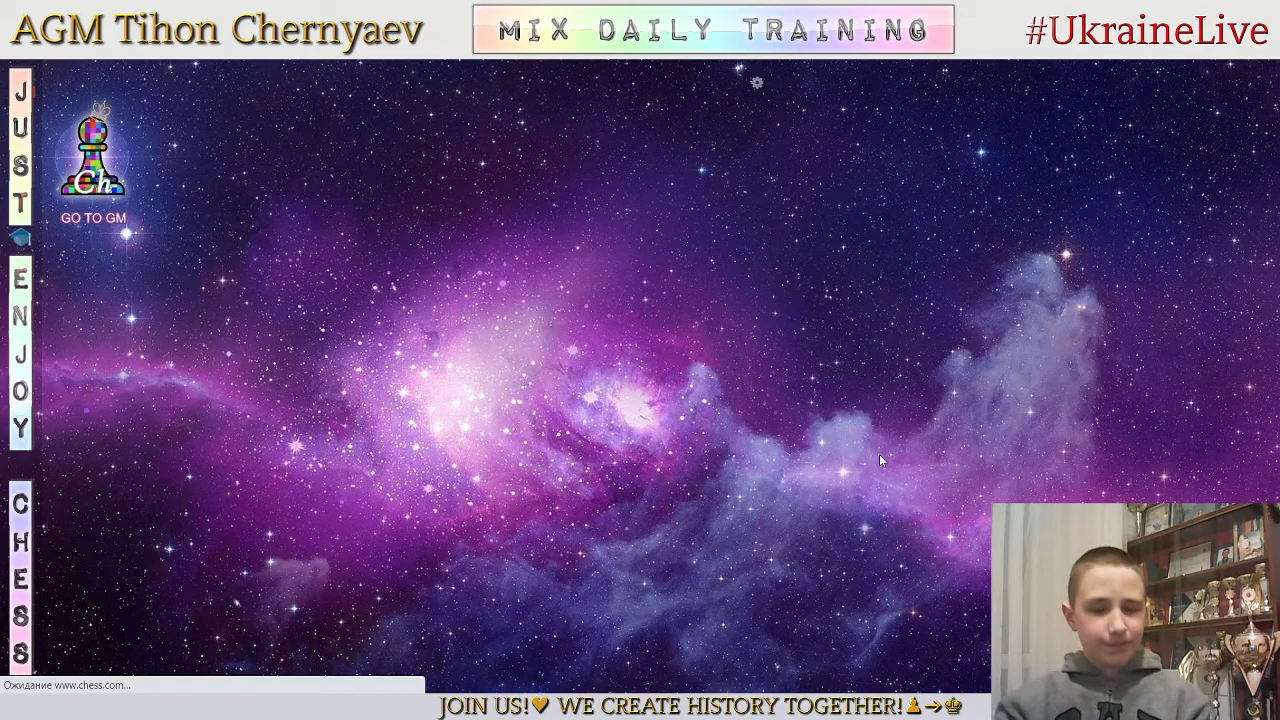 AGM Tihon Chernyaev
MIX DAILY TRAINING
#UkraineLive
JUST
ENJOY
CHESS
Ch
GO TO GM
Ожидание www.chess.com...
JOIN US!♥ WE CREATE HISTORY TOGETHER!♟→♚